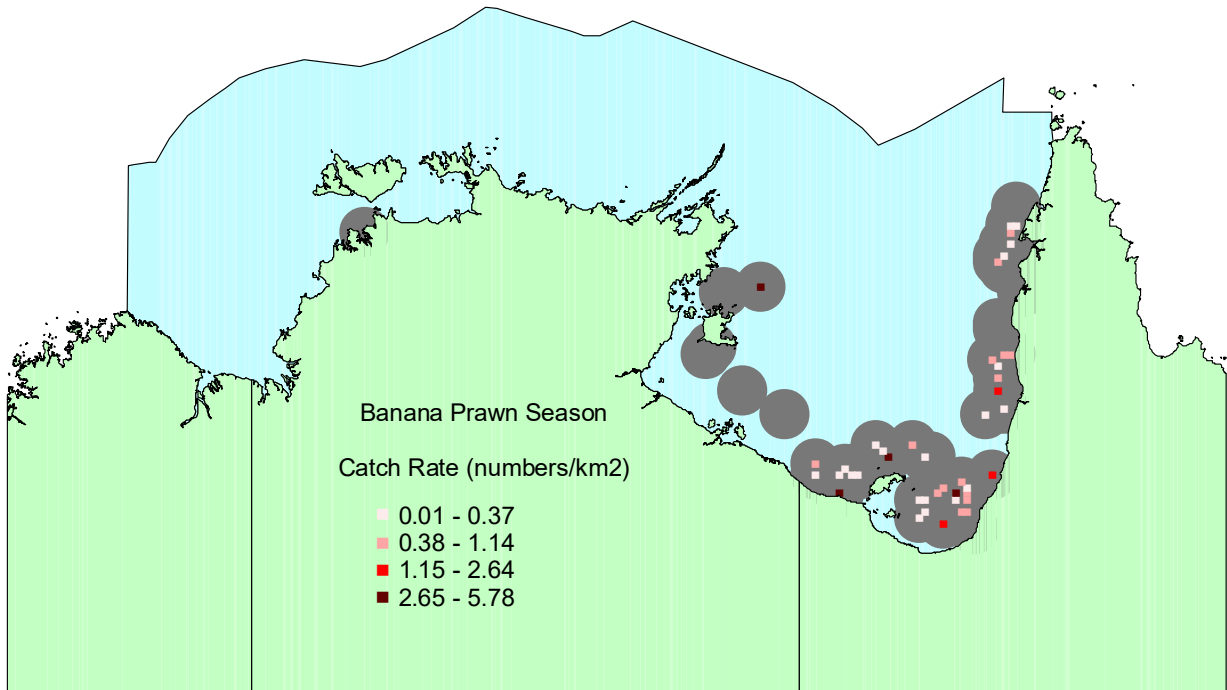 Banana Prawn Season
Catch Rate (numbers/km2)
0.01 - 0.37
0.38 - 1.14
1.15 - 2.64
2.65 - 5.78